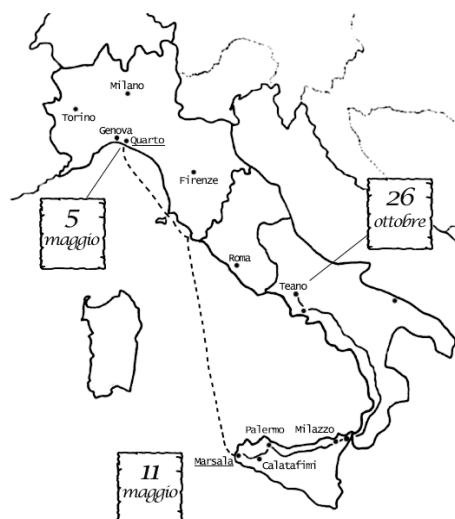 Milano
Torino
Genova
Quarto
Firenze
5
maggio
26
ottobre
Roma
Teano
Palermo
Milazzo
Marsala
Calatafimi
11
maggio